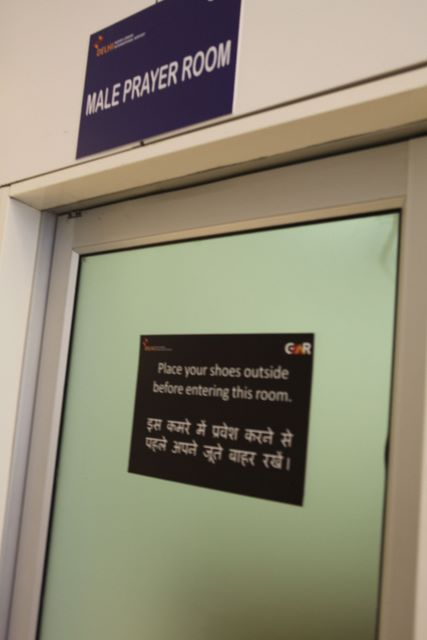 DELHI
MALE PRAYER ROOM
GMR
Place your shoes outside
before entering this room.
इस कमरे में प्रवेश करने से
पहले अपने जूते बाहर रखें।